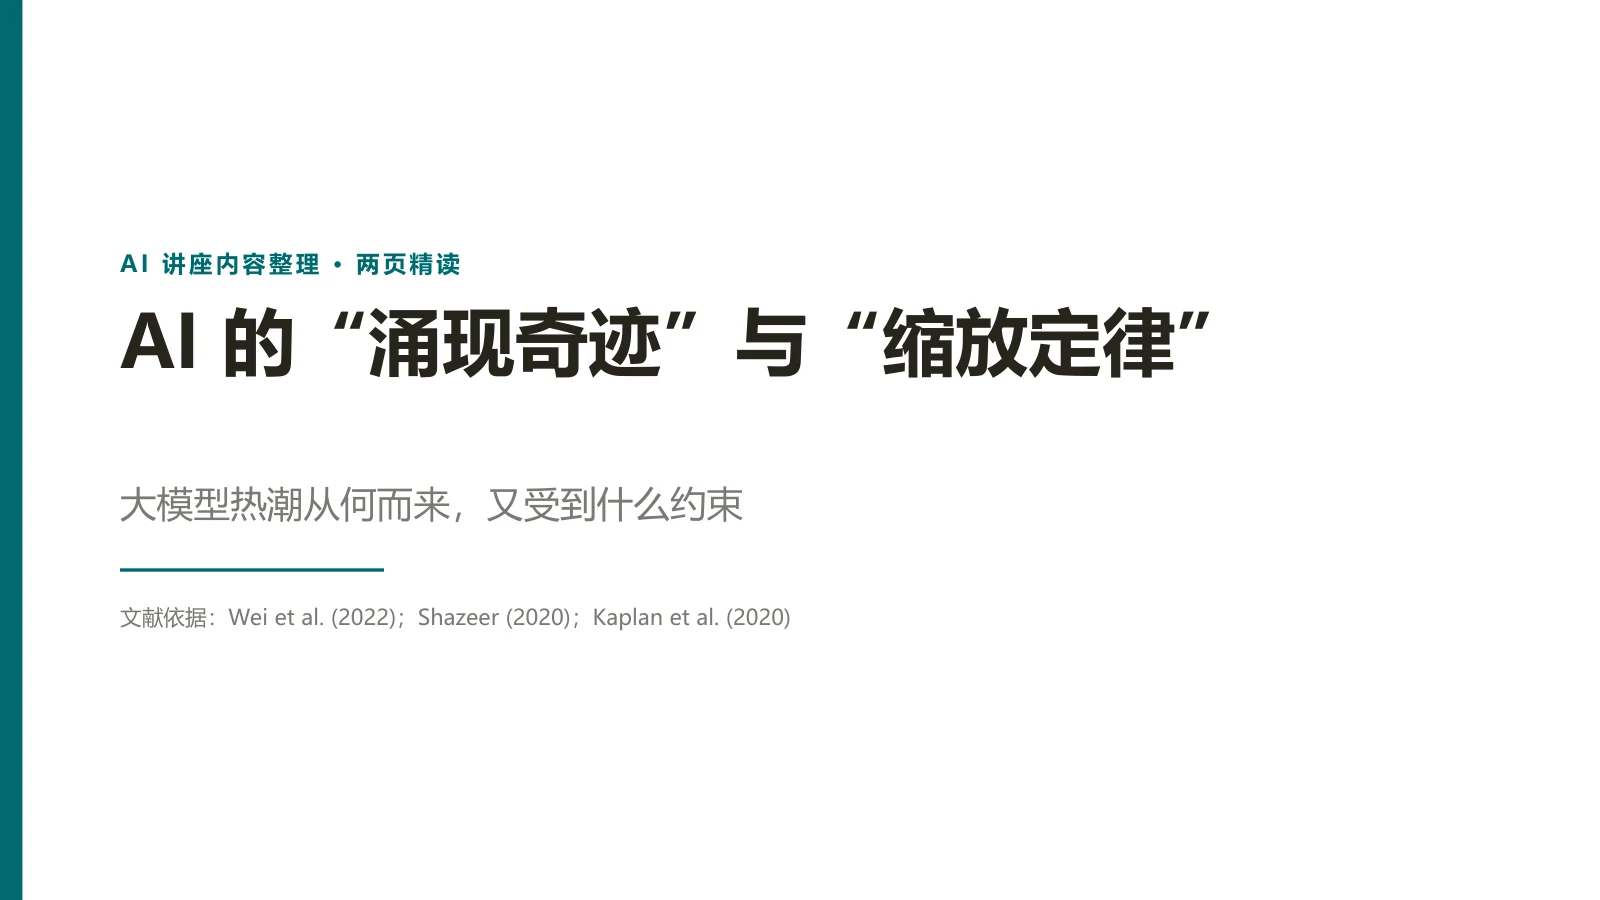 AI 讲座内容整理 • 两页精读
AI 的“涌现奇迹”与“缩放定律”
大模型热潮从何而来，又受到什么约束
文献依据：Wei et al. (2022)；Shazeer (2020)；Kaplan et al. (2020)